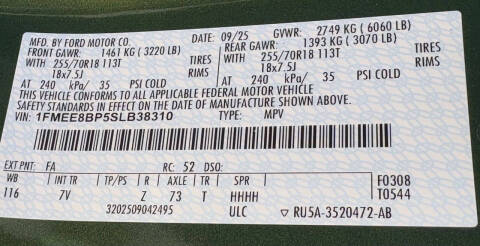 MFD. BY FORD MOTOR CO. DATE: 09/25 GVWR: 2749 KG (6060 LB)
FRONT GAWR: 1461 KG (3220 LB) REAR GAWR: 1393 KG (3070 LB)
WITH 255/70R18 113T TIRES WITH 255/70R18 113T TIRES
18x7.5J RIMS 18x7.5J RIMS
AT 240 kPa/ 35 PSI COLD AT 240 kPa/ 35 PSI COLD
THIS VEHICLE CONFORMS TO ALL APPLICABLE FEDERAL MOTOR VEHICLE
SAFETY STANDARDS IN EFFECT ON THE DATE OF MANUFACTURE SHOWN ABOVE.
VIN: 1FMEE8BP5SLB38310 TYPE: MPV
EXT PNT: FA RC: 52 DSO: F0308
WB INT TR TP/PS R AXLE TR SPR T0544
116 7V Z 73 T HHHH
3202509042495 ULC RU5A-3520472-AB